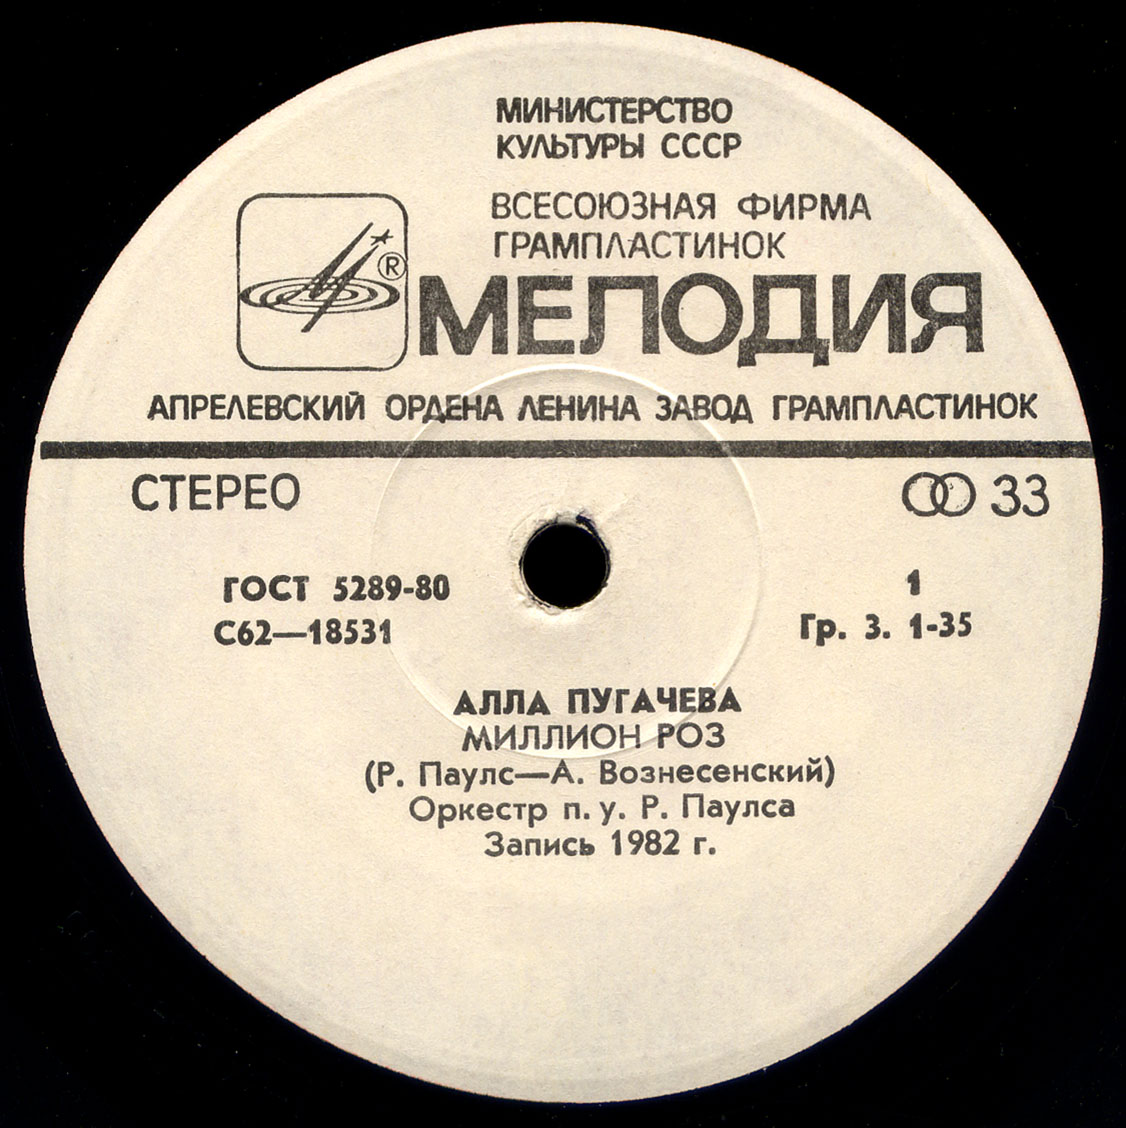 МИНИСТЕРСТВО
КУЛЬТУРЫ СССР
ВСЕСОЮЗНАЯ ФИРМА
ГРАМПЛАСТИНОК
®
МЕЛОДИЯ
АПРЕЛЕВСКИЙ ОРДЕНА ЛЕНИНА ЗАВОД ГРАМПЛАСТИНОК
СТЕРЕО 33
ГОСТ 5289-80 1
С62—18531 Гр. 3. 1-35
АЛЛА ПУГАЧЕВА
МИЛЛИОН РОЗ
(Р. Паулс—А. Вознесенский)
Оркестр п. у. Р. Паулса
Запись 1982 г.